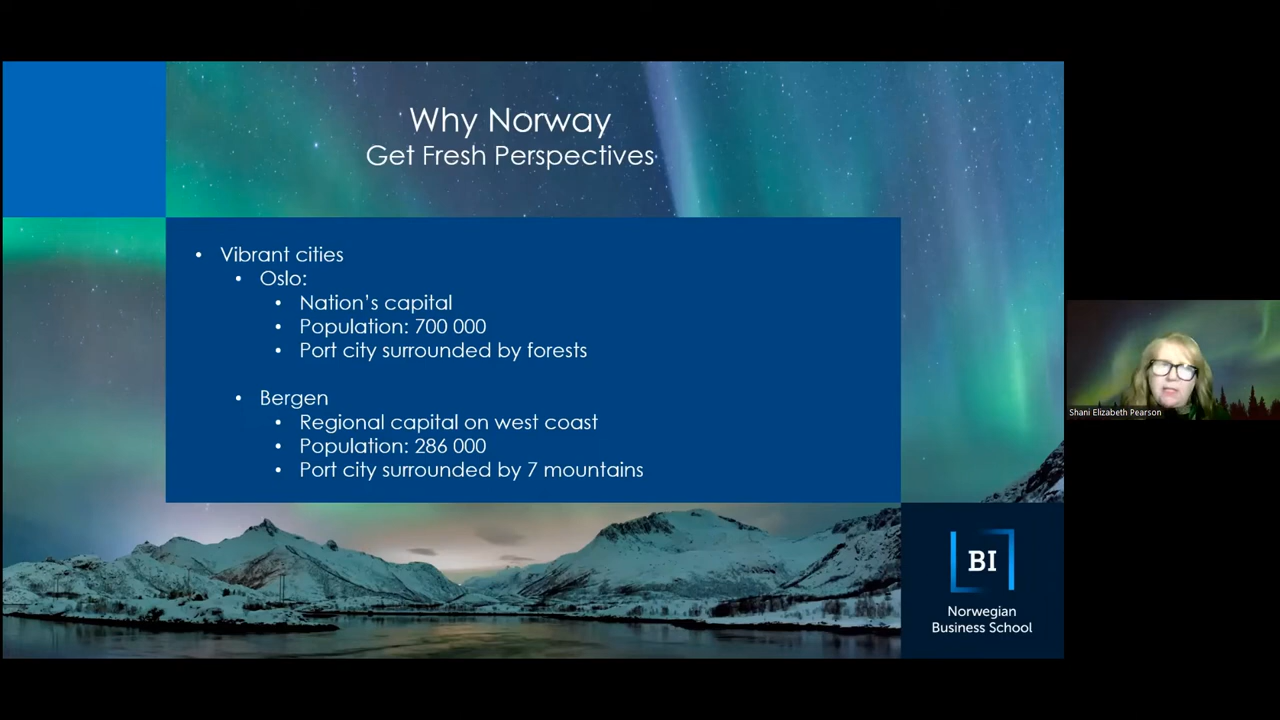 Why Norway
Get Fresh Perspectives
• Vibrant cities
• Oslo:
• Nation's capital
• Population: 700 000
• Port city surrounded by forests
• Bergen
• Regional capital on west coast
• Population: 286 000
• Port city surrounded by 7 mountains
Shani Elizabeth Pearson
BI
Norwegian
Business School